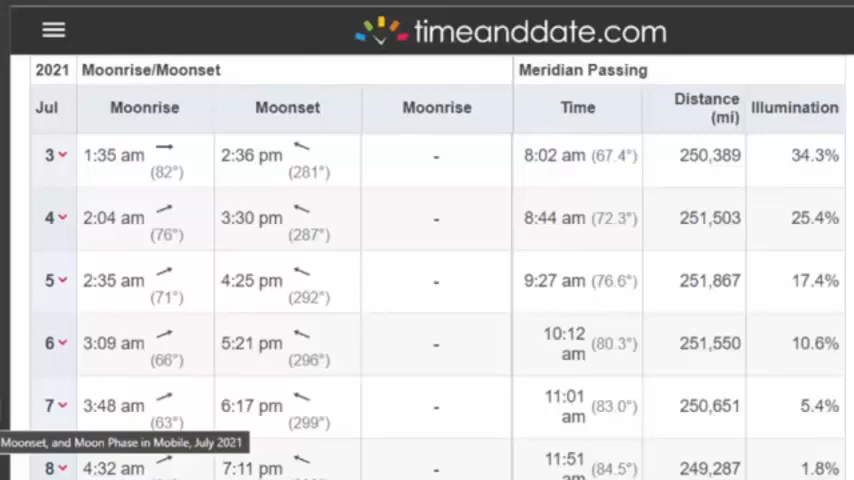 timeanddate.com
2021 Moonrise/Moonset Meridian Passing
Jul Moonrise Moonset Moonrise Time Distance (mi) Illumination
3 1:35 am (82°) 2:36 pm (281°) - 8:02 am (67.4°) 250,389 34.3%
4 2:04 am (76°) 3:30 pm (287°) - 8:44 am (72.3°) 251,503 25.4%
5 2:35 am (71°) 4:25 pm (292°) - 9:27 am (76.6°) 251,867 17.4%
6 3:09 am (66°) 5:21 pm (296°) - 10:12 am (80.3°) 251,550 10.6%
7 3:48 am (63°) 6:17 pm (299°) - 11:01 am (83.0°) 250,651 5.4%
Moonset, and Moon Phase in Mobile, July 2021
8 4:32 am 7:11 pm - 11:51 am (84.5°) 249,287 1.8%